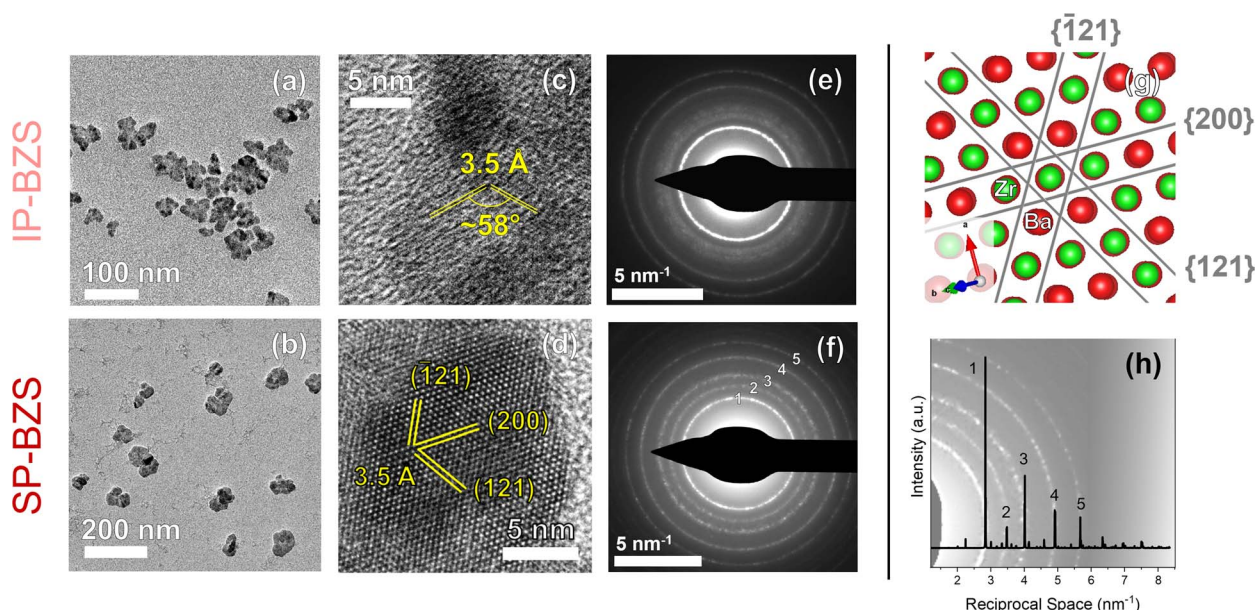 IP-BZS
(a)
100 nm
5 nm
(c)
3.5 Å
~58°
(e)
5 nm⁻¹
SP-BZS
(b)
200 nm
(d)
(1̄21)
(200)
3.5 A
(121)
5 nm
(f)
1 2 3 4 5
5 nm⁻¹
{1̄21}
(g)
{200}
Zr
Ba
a
b
{121}
(h)
Intensity (a.u.)
1
2
3
4
5
2 3 4 5 6 7 8
Reciprocal Space (nm⁻¹)